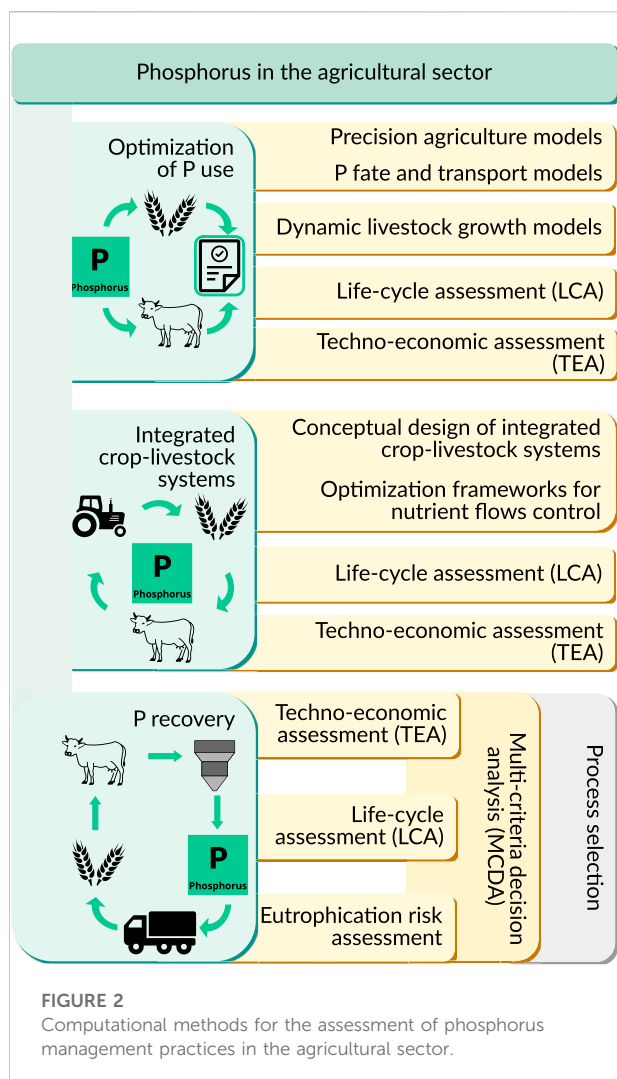 Phosphorus in the agricultural sector
Optimization
of P use
P
Phosphorus
Precision agriculture models
P fate and transport models
Dynamic livestock growth models
Life-cycle assessment (LCA)
Techno-economic assessment
(TEA)
Integrated
crop-livestock
systems
P
Phosphorus
Conceptual design of integrated
crop-livestock systems
Optimization frameworks for
nutrient flows control
Life-cycle assessment (LCA)
Techno-economic assessment
(TEA)
P recovery
P
Phosphorus
Techno-economic
assessment (TEA)
Life-cycle
assessment (LCA)
Eutrophication risk
assessment
Multi-criteria decision
analysis (MCDA)
Process selection
FIGURE 2
Computational methods for the assessment of phosphorus
management practices in the agricultural sector.